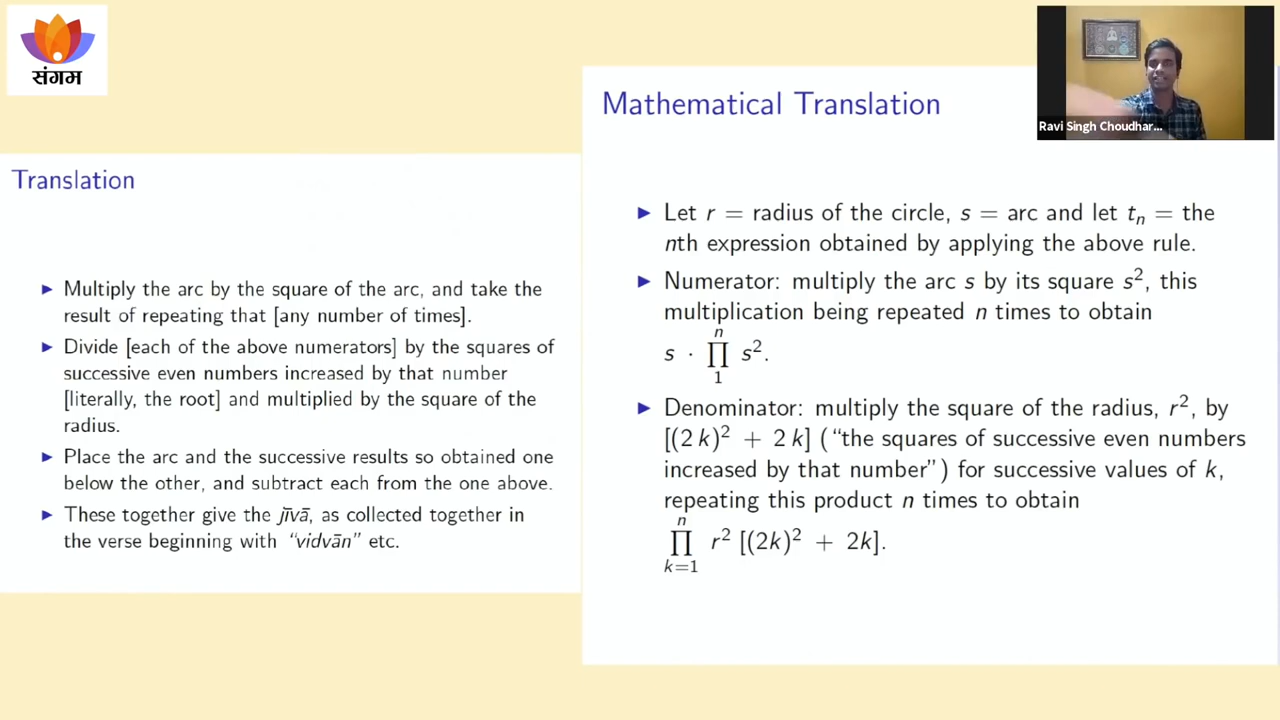 संगम
Ravi Singh Choudhar...
Translation
▶ Multiply the arc by the square of the arc, and take the
result of repeating that [any number of times].
▶ Divide [each of the above numerators] by the squares of
successive even numbers increased by that number
[literally, the root] and multiplied by the square of the
radius.
▶ Place the arc and the successive results so obtained one
below the other, and subtract each from the one above.
▶ These together give the jīvā, as collected together in
the verse beginning with “vidvān” etc.
Mathematical Translation
▶ Let r = radius of the circle, s = arc and let tₙ = the
nth expression obtained by applying the above rule.
▶ Numerator: multiply the arc s by its square s², this
multiplication being repeated n times to obtain
n
s · ∏ s².
1
▶ Denominator: multiply the square of the radius, r², by
[(2k)² + 2k] (“the squares of successive even numbers
increased by that number”) for successive values of k,
repeating this product n times to obtain
n
∏ r² [(2k)² + 2k].
k=1